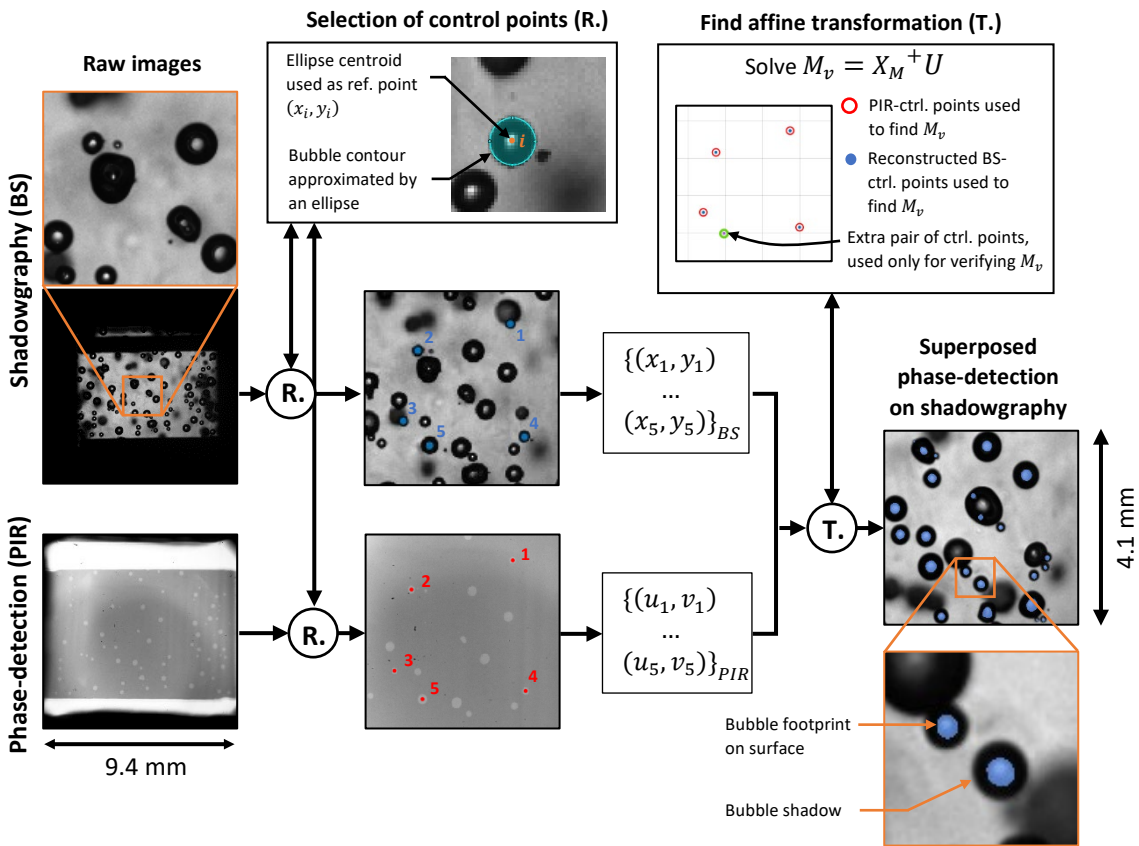 Selection of control points (R.)
Find affine transformation (T.)
Raw images
Shadowgraphy (BS)
Phase-detection (PIR)
Ellipse centroid
used as ref. point
(x_i, y_i)
Bubble contour
approximated by
an ellipse
i
Solve M_v = X_M^+ U
PIR-ctrl. points used
to find M_v
Reconstructed BS-
ctrl. points used to
find M_v
Extra pair of ctrl. points,
used only for verifying M_v
R.
1
2
3
4
5
{(x_1, y_1)
...
(x_5, y_5)}_BS
Superposed
phase-detection
on shadowgraphy
T.
4.1 mm
R.
1
2
3
4
5
{(u_1, v_1)
...
(u_5, v_5)}_PIR
9.4 mm
Bubble footprint
on surface
Bubble shadow